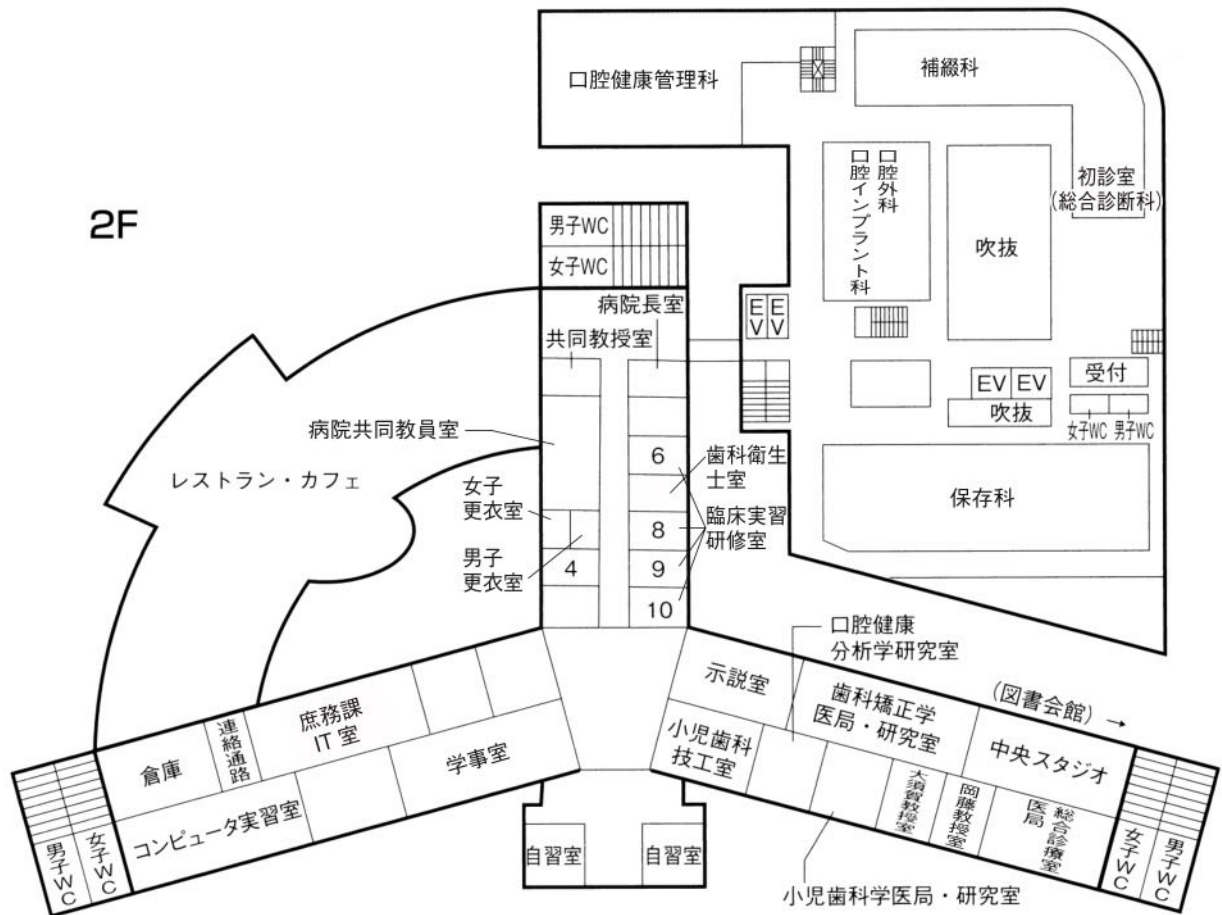 2F
口腔健康管理科
補綴科
口腔外科
口腔インプラント科
吹抜
初診室
(総合診断科)
男子WC
女子WC
病院長室
共同教授室
EV
EV
EV
EV
吹抜
受付
女子WC
男子WC
保存科
病院共同教員室
レストラン・カフェ
女子
更衣室
男子
更衣室
4
6
8
9
10
歯科衛生
士室
臨床実習
研修室
口腔健康
分析学研究室
示説室
歯科矯正学
医局・研究室
(図書会館)→
中央スタジオ
小児歯科
技工室
大須賀教授室
岡藤教授室
総合診療室
医局
女子WC
男子WC
小児歯科学医局・研究室
倉庫
連絡通路
庶務課
IT室
学事室
コンピュータ実習室
男子WC
女子WC
自習室
自習室